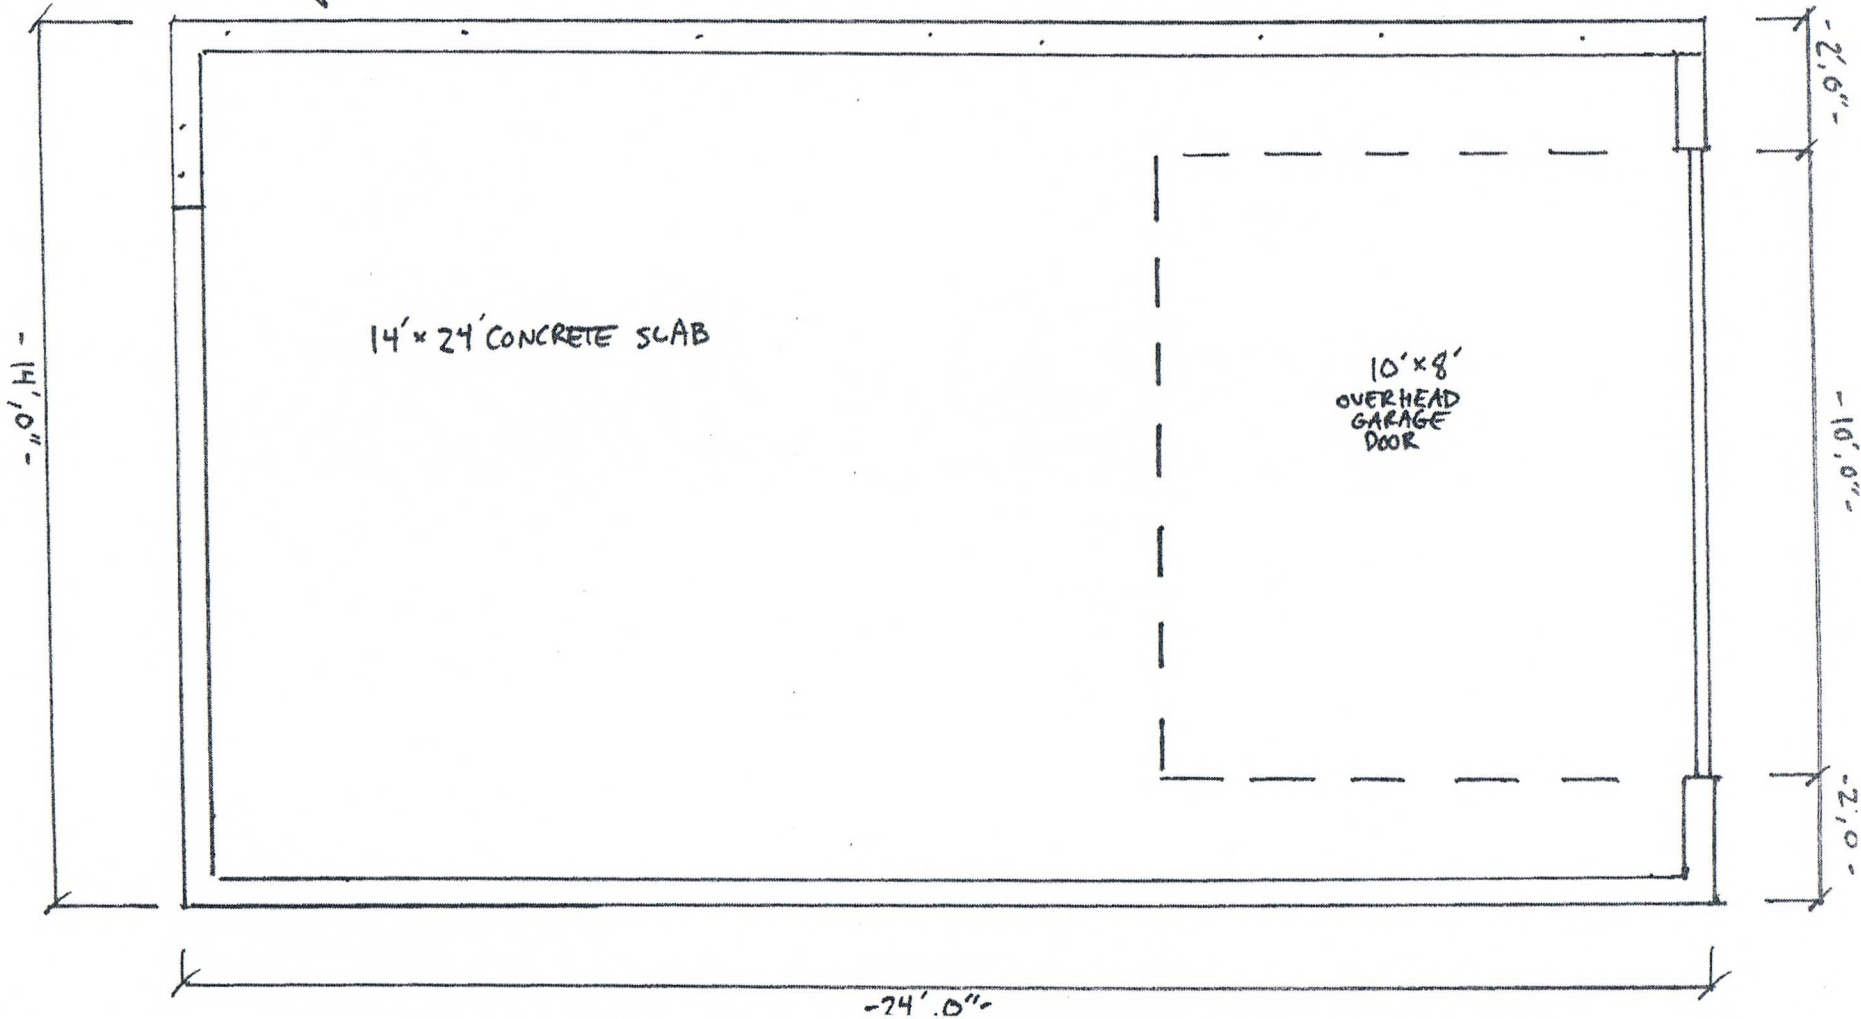 -2'.0"-
14' x 24' CONCRETE SLAB
10' x 8'
OVERHEAD
GARAGE
DOOR
-14'.0"-
-10'.0"-
-2'.0-
-24'.0"-